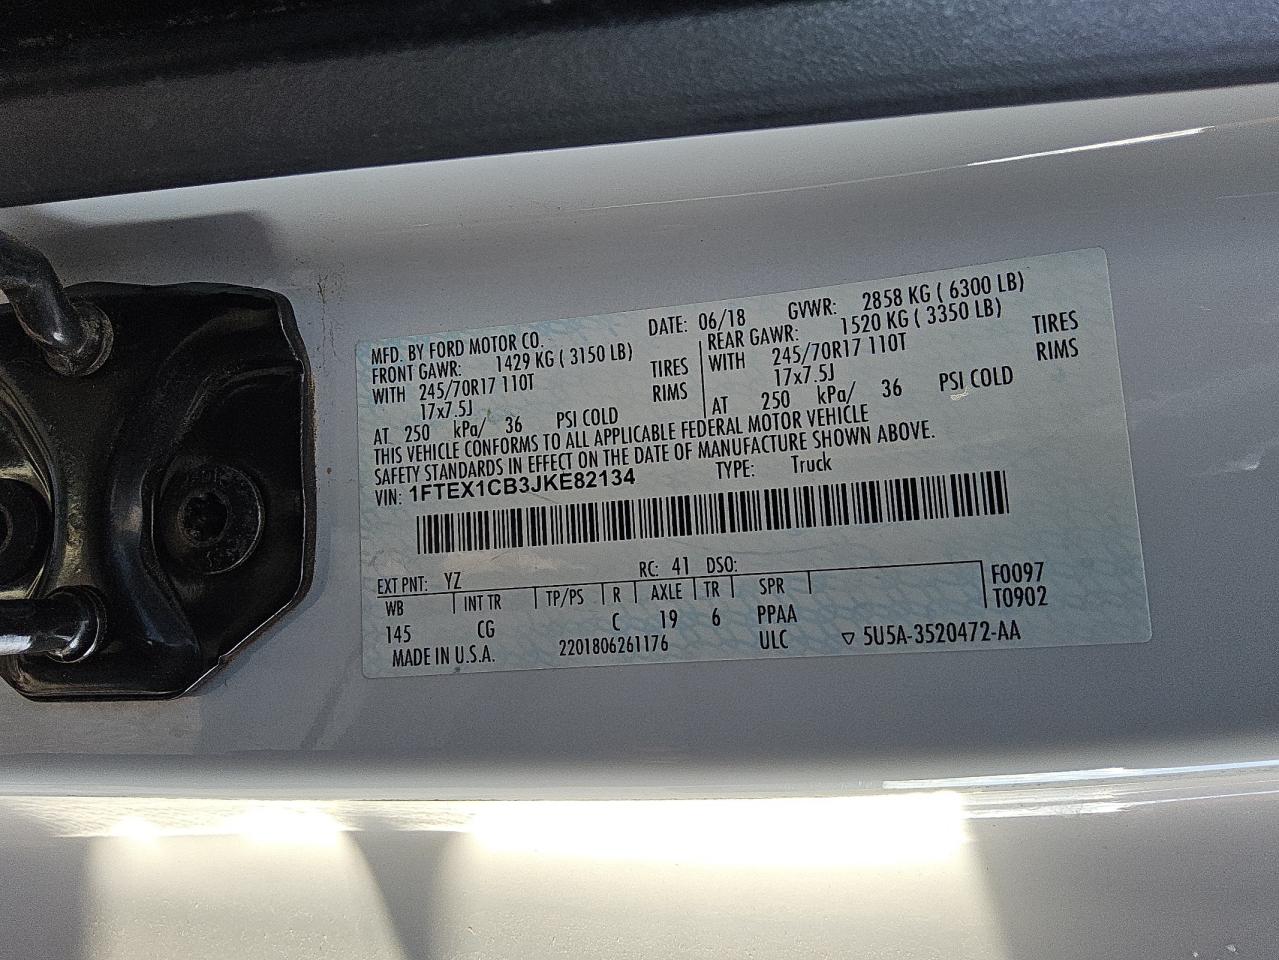 MFD. BY FORD MOTOR CO. DATE: 06/18 GVWR: 2858 KG ( 6300 LB)
FRONT GAWR: 1429 KG ( 3150 LB) REAR GAWR: 1520 KG ( 3350 LB)
WITH 245/70R17 110T TIRES WITH 245/70R17 110T TIRES
17x7.5J RIMS 17x7.5J RIMS
AT 250 kPa/ 36 PSI COLD AT 250 kPa/ 36 PSI COLD
THIS VEHICLE CONFORMS TO ALL APPLICABLE FEDERAL MOTOR VEHICLE
SAFETY STANDARDS IN EFFECT ON THE DATE OF MANUFACTURE SHOWN ABOVE.
VIN: 1FTEX1CB3JKE82134 TYPE: Truck
EXT PNT: YZ RC: 41 DSO:
WB INT TR TP/PS R AXLE TR SPR F0097
145 CG C 19 6 PPAA T0902
MADE IN U.S.A. 2201806261176 ULC ▽ 5U5A-3520472-AA